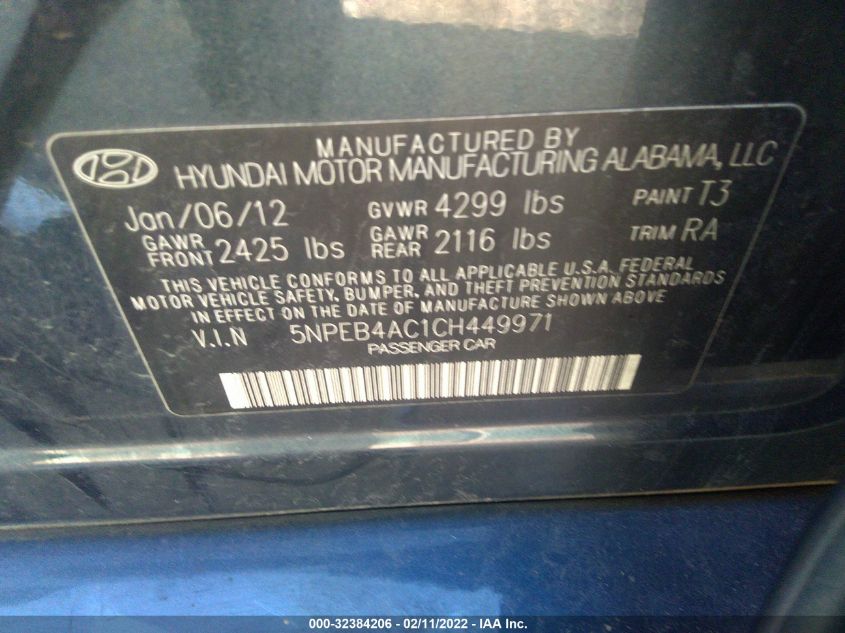 MANUFACTURED BY
HYUNDAI MOTOR MANUFACTURING ALABAMA, LLC
Jan/06/12 GVWR 4299 lbs PAINT T3
GAWR FRONT 2425 lbs GAWR REAR 2116 lbs TRIM RA
THIS VEHICLE CONFORMS TO ALL APPLICABLE U.S.A. FEDERAL
MOTOR VEHICLE SAFETY, BUMPER, AND THEFT PREVENTION STANDARDS
IN EFFECT ON THE DATE OF MANUFACTURE SHOWN ABOVE
V.I.N 5NPEB4AC1CH449971
PASSENGER CAR
000-32384206 - 02/11/2022 - IAA Inc.